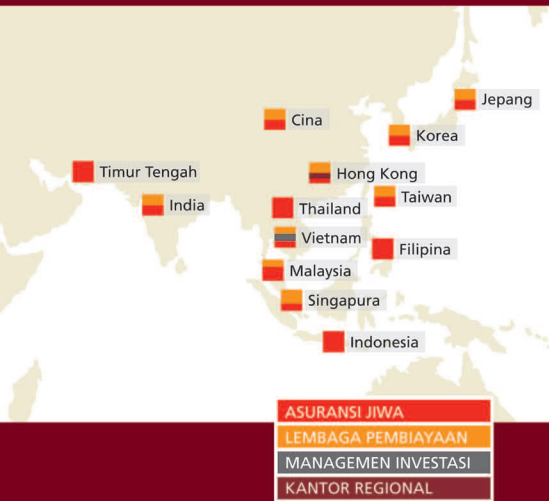 Jepang
Cina
Korea
Timur Tengah
Hong Kong
India
Taiwan
Thailand
Vietnam
Filipina
Malaysia
Singapura
Indonesia
ASURANSI JIWA
LEMBAGA PEMBIAYAAN
MANAGEMEN INVESTASI
KANTOR REGIONAL